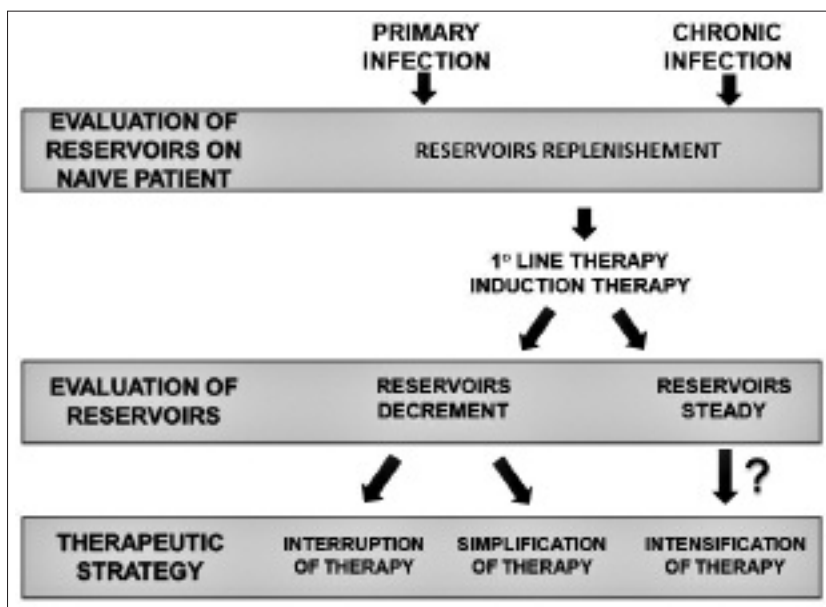 PRIMARY
INFECTION
CHRONIC
INFECTION
EVALUATION OF
RESERVOIRS ON
NAIVE PATIENT
RESERVOIRS REPLENISHEMENT
1° LINE THERAPY
INDUCTION THERAPY
EVALUATION OF
RESERVOIRS
RESERVOIRS
DECREMENT
RESERVOIRS
STEADY
?
THERAPEUTIC
STRATEGY
INTERRUPTION
OF THERAPY
SIMPLIFICATION
OF THERAPY
INTENSIFICATION
OF THERAPY